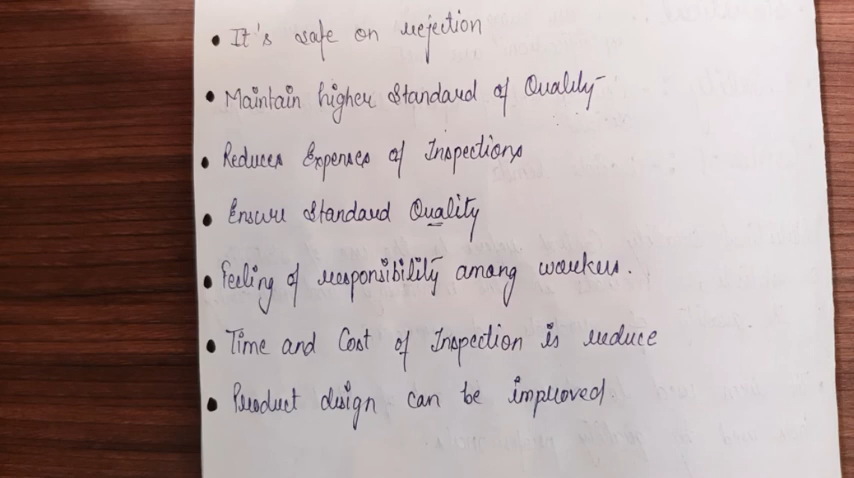 • It's safe on rejection
• Maintain higher Standard of Quality
• Reduces Expenses of Inspections
• Ensure Standard Quality
• Feeling of responsibility among workers.
• Time and Cost of Inspection is reduce
• Product design can be improved